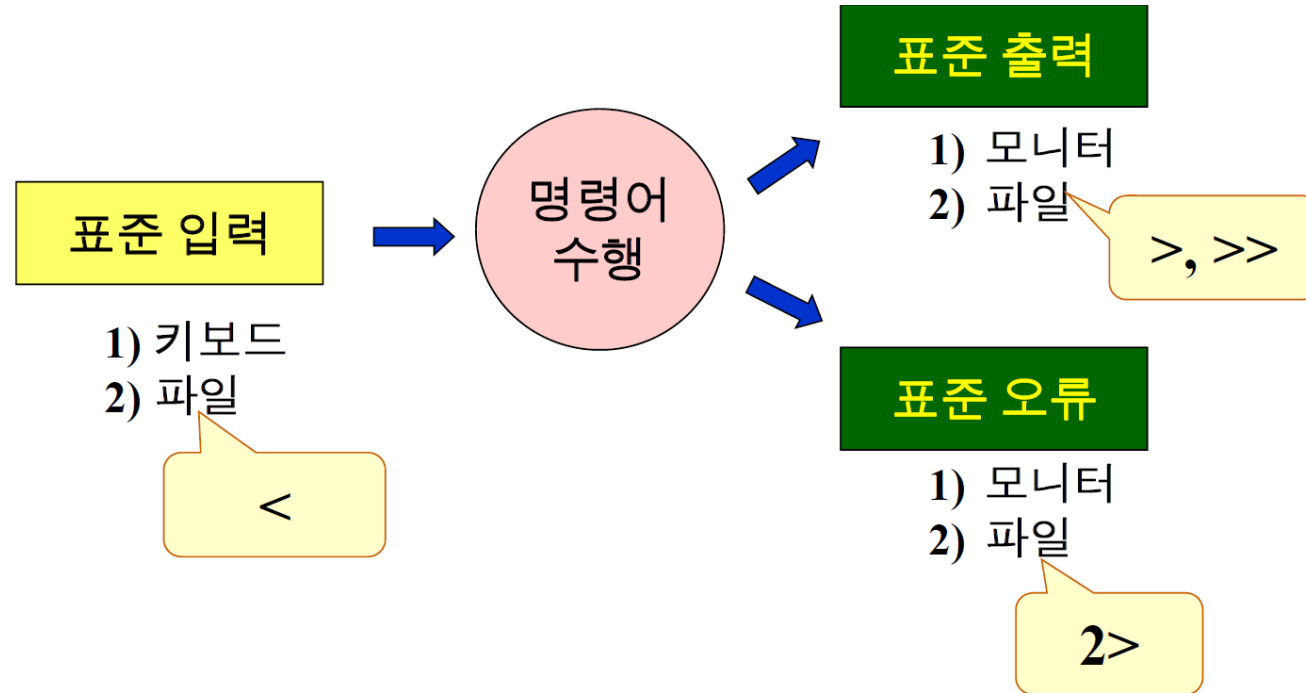 표준 입력
1) 키보드
2) 파일
<
명령어
수행
표준 출력
1) 모니터
2) 파일
>, >>
표준 오류
1) 모니터
2) 파일
2>